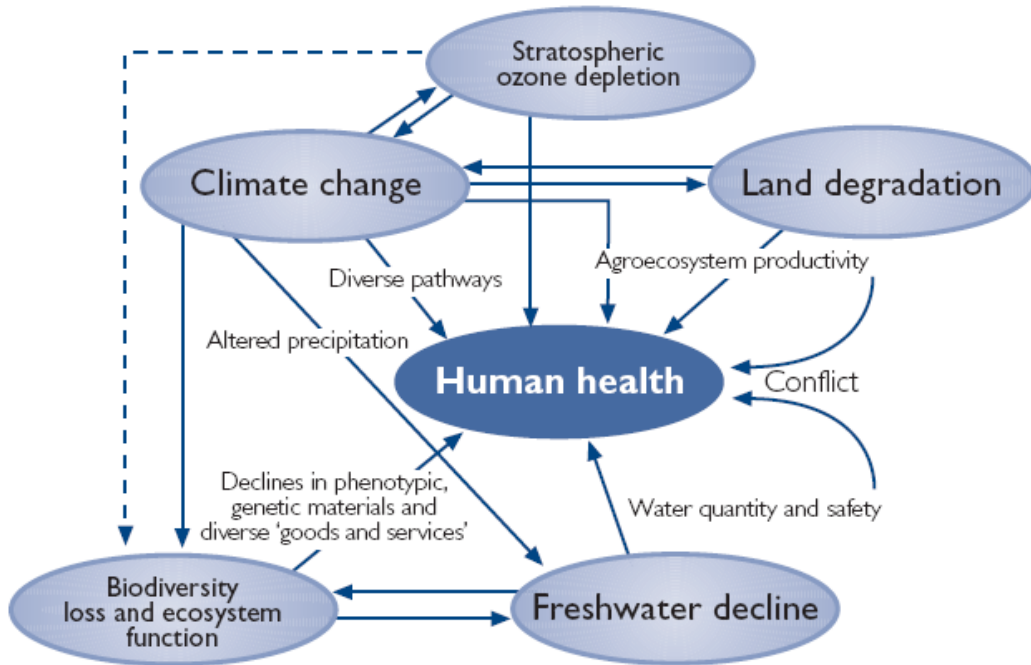 Stratospheric
ozone depletion
Climate change
Land degradation
Diverse pathways
Agroecosystem productivity
Altered precipitation
Human health
Conflict
Declines in phenotypic,
genetic materials and
diverse ‘goods and services’
Water quantity and safety
Biodiversity
loss and ecosystem
function
Freshwater decline